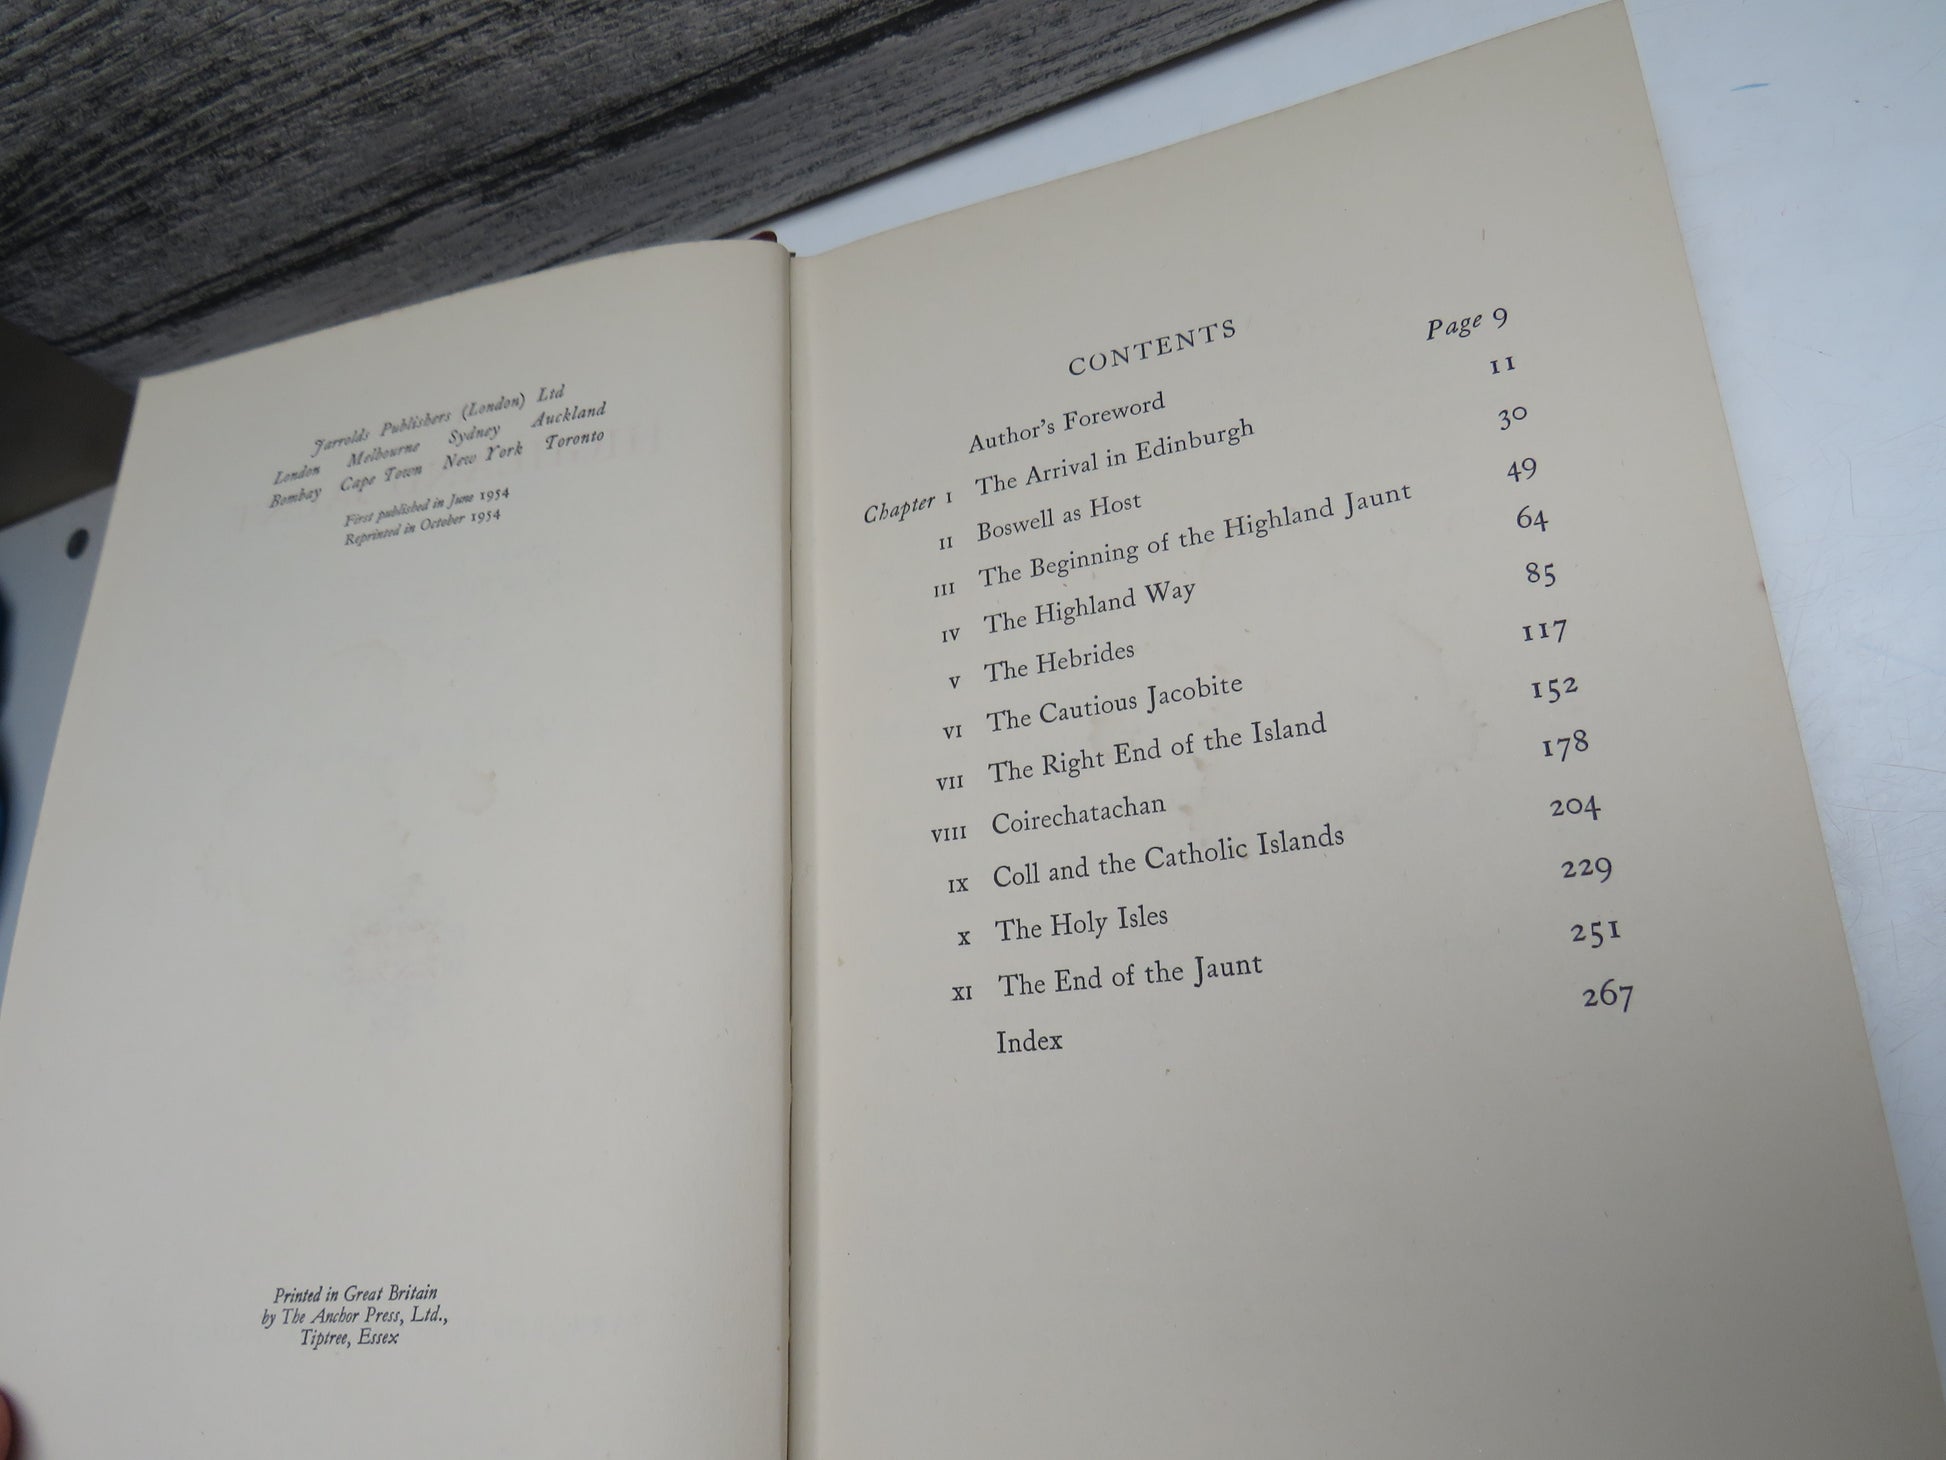 Jarrolds Publishers (London) Ltd
London Melbourne Sydney Auckland
Bombay Cape Town New York Toronto
First published in June 1954
Reprinted in October 1954
Printed in Great Britain
by The Anchor Press, Ltd.,
Tiptree, Essex
CONTENTS
Author's Foreword Page 9
Chapter I The Arrival in Edinburgh 11
II Boswell as Host 30
III The Beginning of the Highland Jaunt 49
IV The Highland Way 64
V The Hebrides 85
VI The Cautious Jacobite 117
VII The Right End of the Island 152
VIII Coirechatachan 178
IX Coll and the Catholic Islands 204
X The Holy Isles 229
XI The End of the Jaunt 251
Index 267